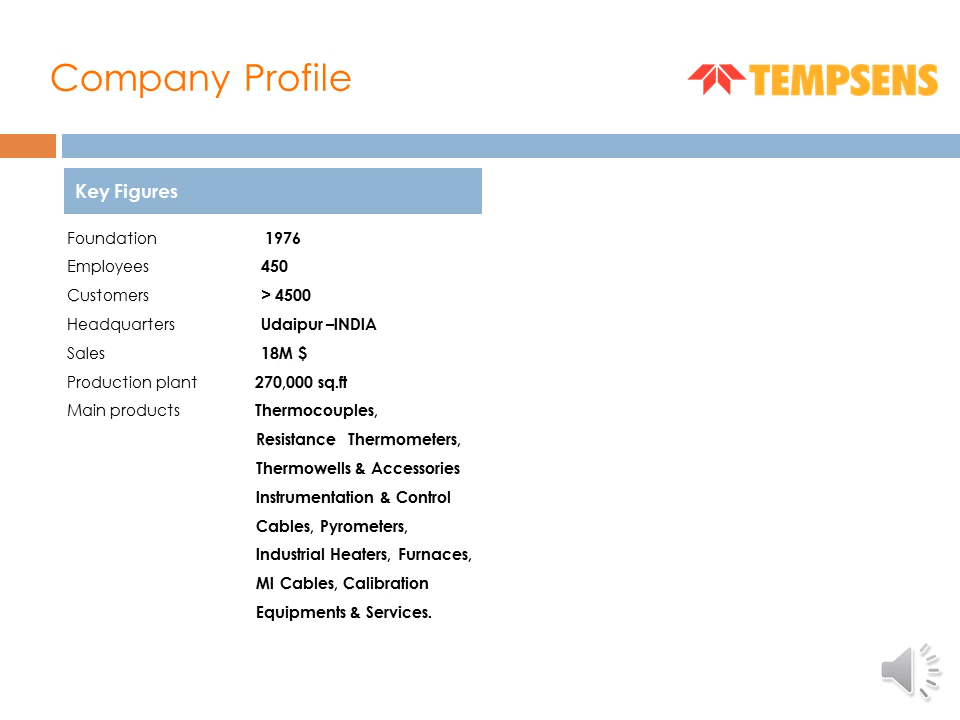 Company Profile
TEMPSENS
Key Figures
Foundation 1976
Employees 450
Customers > 4500
Headquarters Udaipur –INDIA
Sales 18M $
Production plant 270,000 sq.ft
Main products Thermocouples,
Resistance Thermometers,
Thermowells & Accessories
Instrumentation & Control
Cables, Pyrometers,
Industrial Heaters, Furnaces,
MI Cables, Calibration
Equipments & Services.